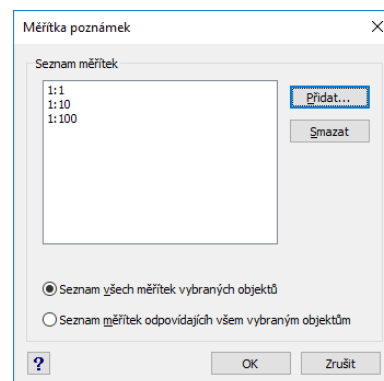 Měřítka poznámek
Seznam měřítek
1:1
1:10
1:100
Přidat...
Smazat
Seznam všech měřítek vybraných objektů
Seznam měřítek odpovídajícíh všem vybraným objektům
?
OK
Zrušit